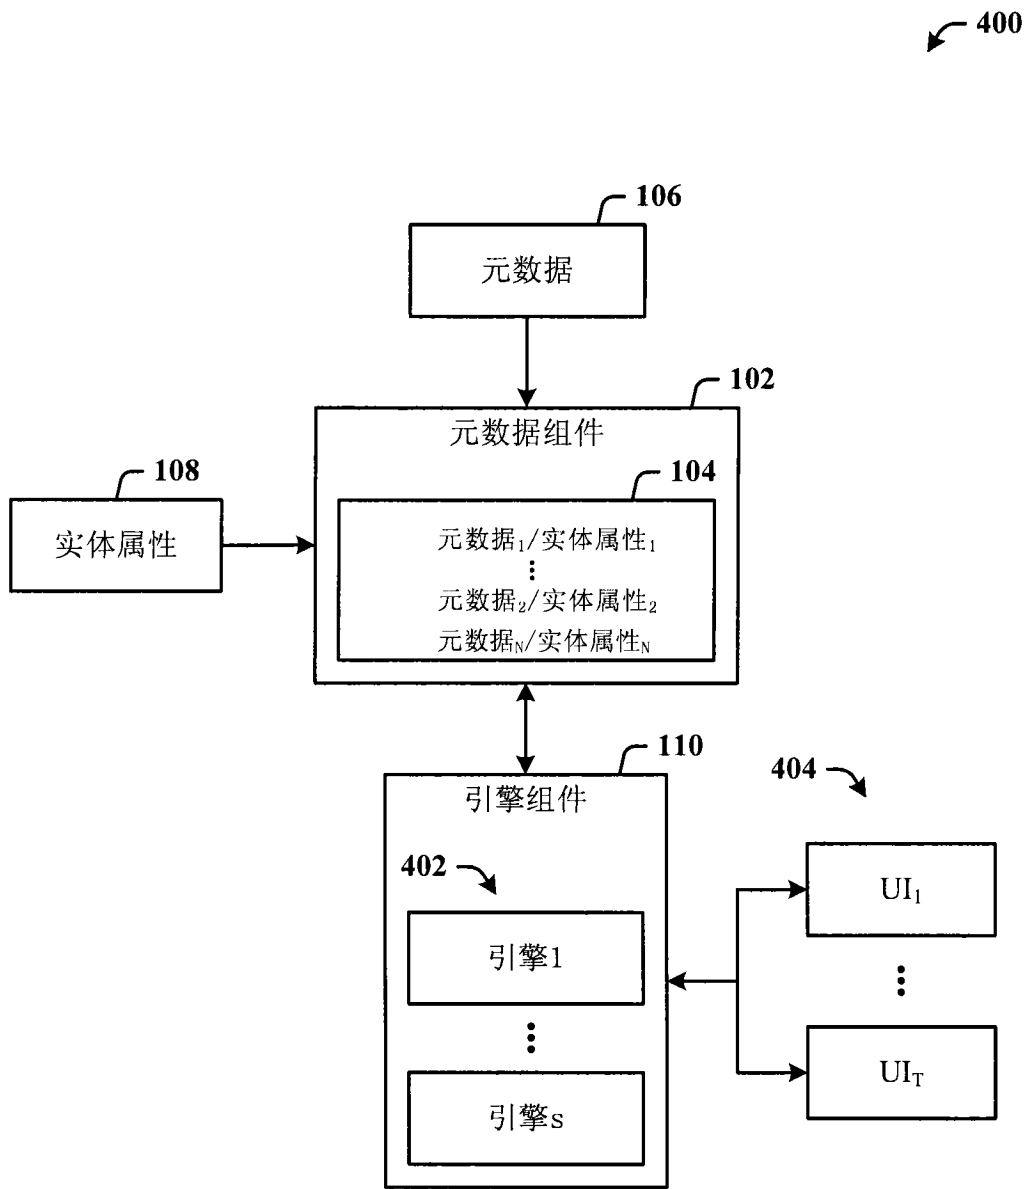 400
106
元数据
102
元数据组件
108
实体属性
104
元数据₁/实体属性₁
元数据₂/实体属性₂
元数据N/实体属性N
110
引擎组件
404
402
UI₁
引擎1
UIT
引擎s